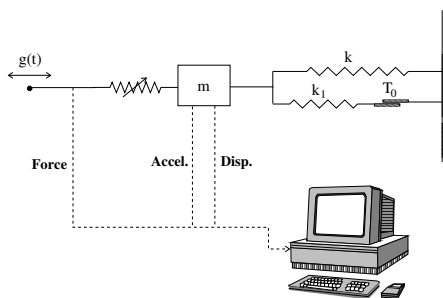 g(t)
m
k
k₁
T₀
Force
Accel.
Disp.